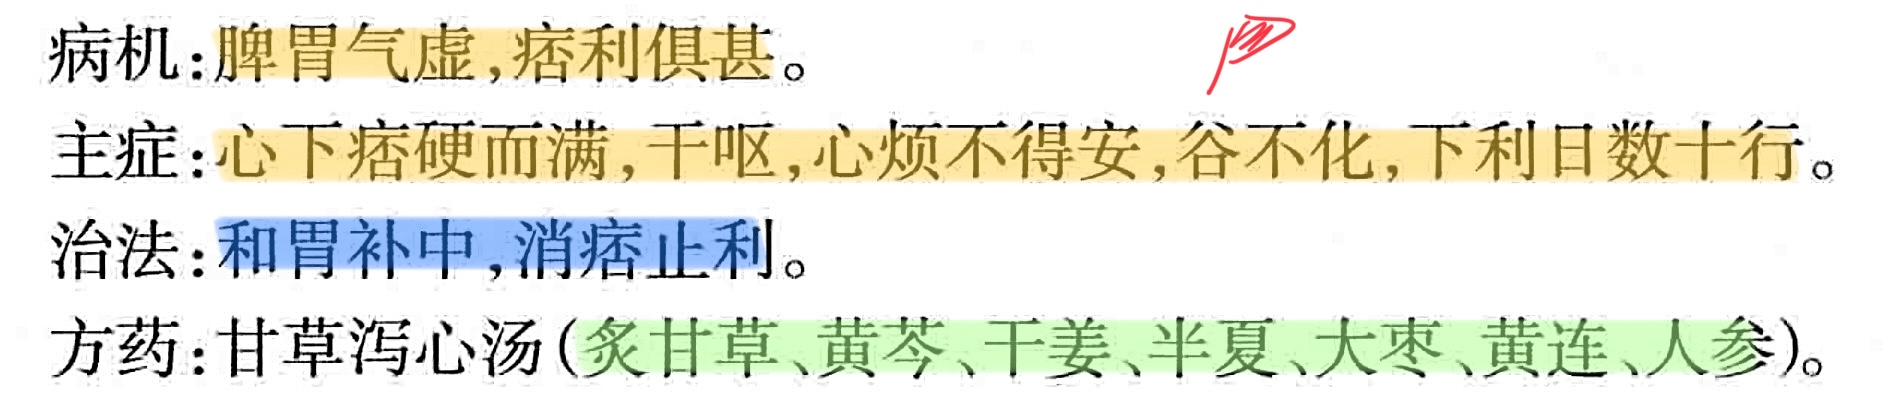 病机:脾胃气虚,痞利俱甚。
主症:心下痞硬而满,干呕,心烦不得安,谷不化,下利日数十行。
治法:和胃补中,消痞止利。
方药:甘草泻心汤(炙甘草、黄芩、干姜、半夏、大枣、黄连、人参)。